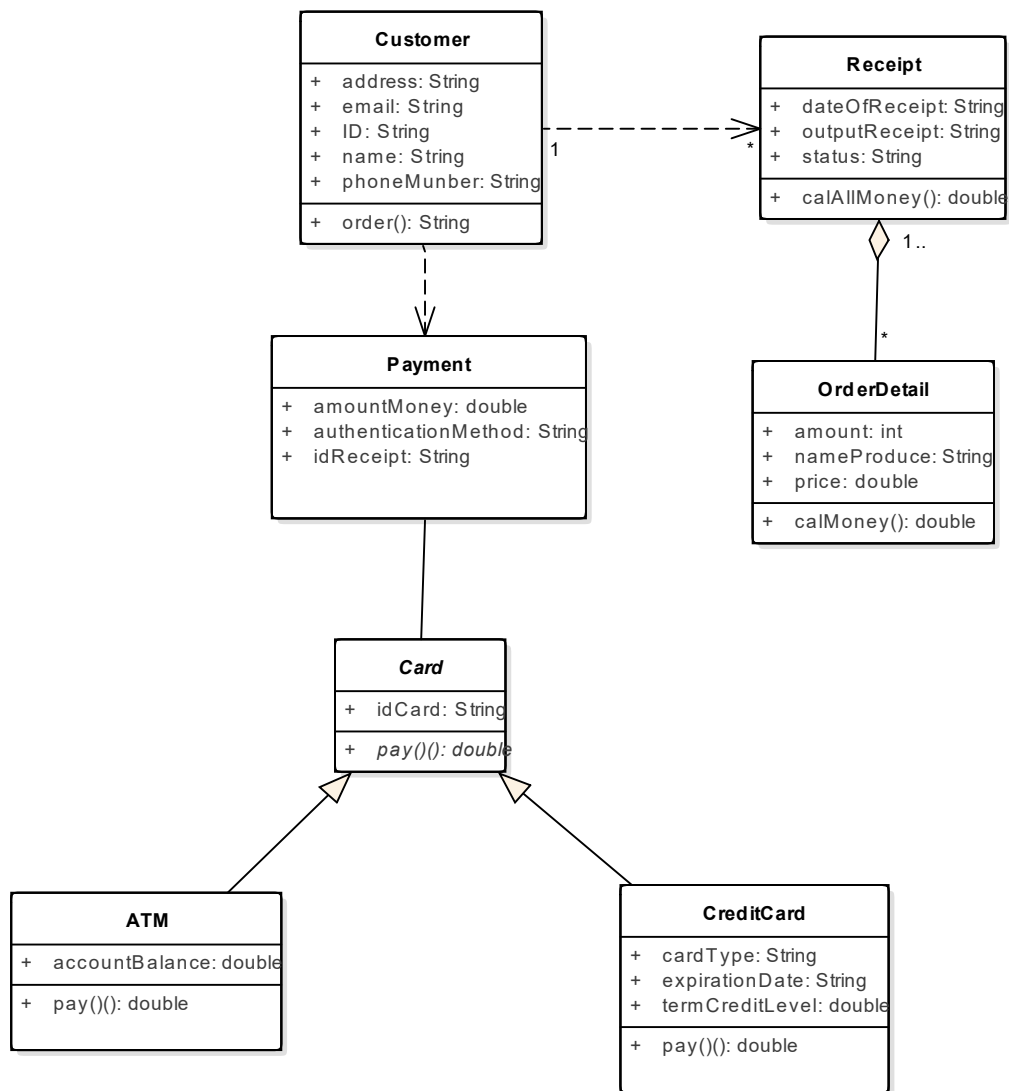 Customer
+ address: String
+ email: String
+ ID: String
+ name: String
+ phoneMunber: String
+ order(): String
1
*
Receipt
+ dateOfReceipt: String
+ outputReceipt: String
+ status: String
+ calAllMoney(): double
1..
*
Payment
+ amountMoney: double
+ authenticationMethod: String
+ idReceipt: String
OrderDetail
+ amount: int
+ nameProduce: String
+ price: double
+ calMoney(): double
Card
+ idCard: String
+ pay()(): double
ATM
+ accountBalance: double
+ pay()(): double
CreditCard
+ cardType: String
+ expirationDate: String
+ termCreditLevel: double
+ pay()(): double